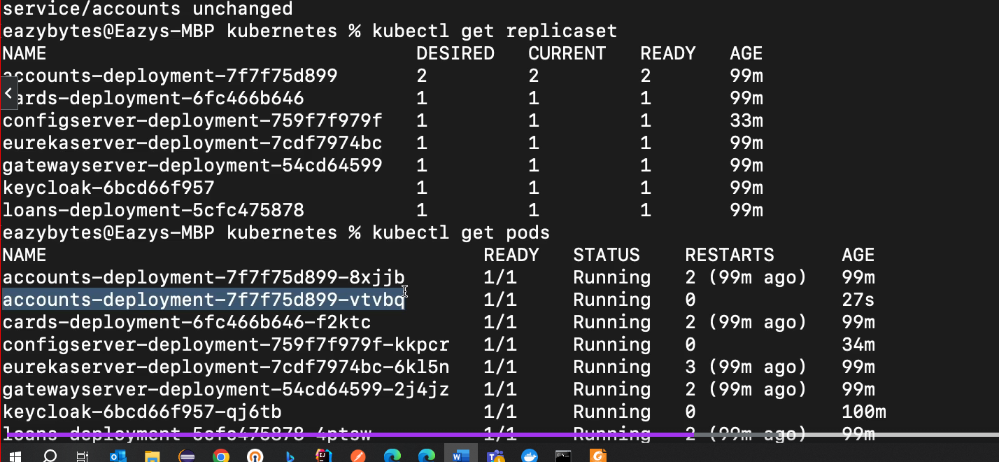 service/accounts unchanged
eazybytes@Eazys-MBP kubernetes % kubectl get replicaset
NAME DESIRED CURRENT READY AGE
accounts-deployment-7f7f75d899 2 2 2 99m
cards-deployment-6fc466b646 1 1 1 99m
configserver-deployment-759f7f979f 1 1 1 33m
eurekaserver-deployment-7cdf7974bc 1 1 1 99m
gatewayserver-deployment-54cd64599 1 1 1 99m
keycloak-6bcd66f957 1 1 1 99m
loans-deployment-5cfc475878 1 1 1 99m
eazybytes@Eazys-MBP kubernetes % kubectl get pods
NAME READY STATUS RESTARTS AGE
accounts-deployment-7f7f75d899-8xjjb 1/1 Running 2 (99m ago) 99m
accounts-deployment-7f7f75d899-vtvbq 1/1 Running 0 27s
cards-deployment-6fc466b646-f2ktc 1/1 Running 2 (99m ago) 99m
configserver-deployment-759f7f979f-kkpcr 1/1 Running 0 34m
eurekaserver-deployment-7cdf7974bc-6kl5n 1/1 Running 3 (99m ago) 99m
gatewayserver-deployment-54cd64599-2j4jz 1/1 Running 2 (99m ago) 99m
keycloak-6bcd66f957-qj6tb 1/1 Running 0 100m
loans-deployment-5cfc475878-4ptsw 1/1 Running 2 (99m ago) 99m